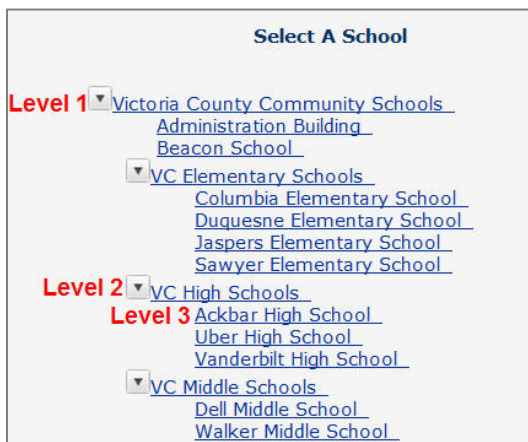 Select A School
Level 1 Victoria County Community Schools
Administration Building
Beacon School
VC Elementary Schools
Columbia Elementary School
Duquesne Elementary School
Jaspers Elementary School
Sawyer Elementary School
Level 2 VC High Schools
Level 3 Ackbar High School
Uber High School
Vanderbilt High School
VC Middle Schools
Dell Middle School
Walker Middle School